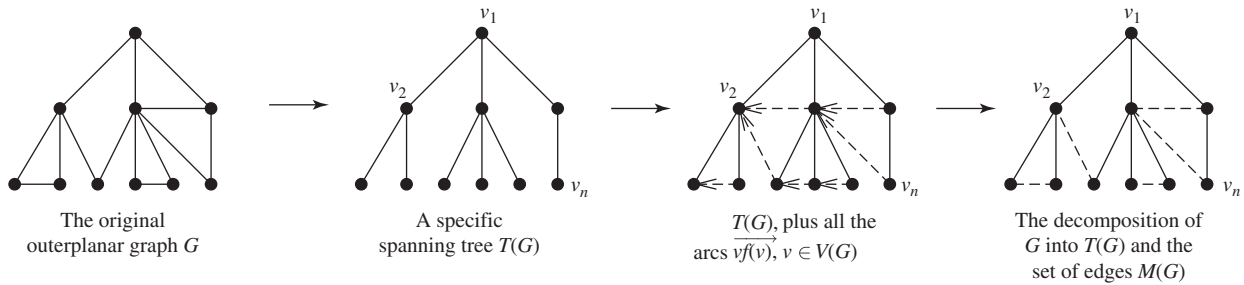 v₁
v₂
vₙ
v₁
v₂
vₙ
v₁
v₂
vₙ
The original
outerplanar graph G
A specific
spanning tree T(G)
T(G), plus all the
arcs vf(v), v ∈ V(G)
The decomposition of
G into T(G) and the
set of edges M(G)